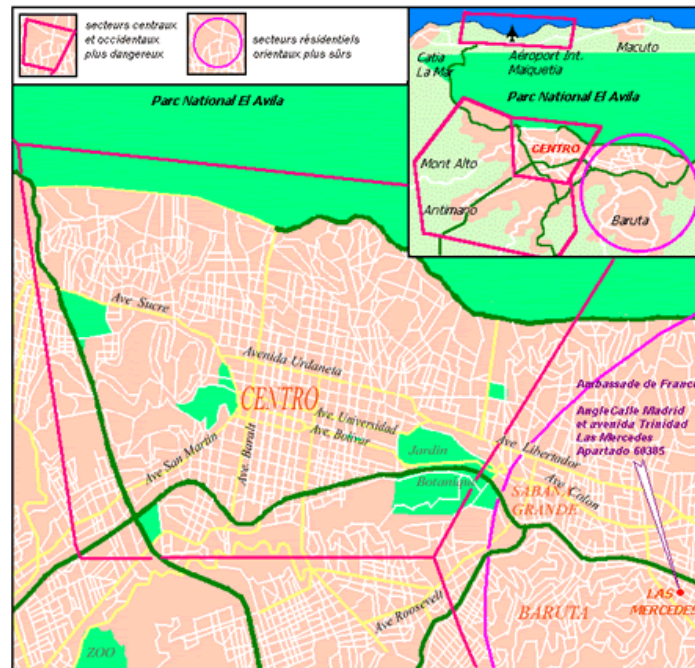 secteurs centraux
et occidentaux
plus dangereux
secteurs résidentiels
orientaux plus sûrs
Catia
La Mar
Aéroport Int.
Maiquetia
Macuto
Parc National El Avila
CENTRO
Mont Alto
Antimano
Baruta
Parc National El Avila
Ave Sucre
Avenida Urdaneta
CENTRO
Ave. Universidad
Ave. Bolivar
Ave San Martin
Ave. Baralt
Jardin
Botanique
Ave. Libertador
Ave Colon
SABANA
GRANDE
Ambassade de France
AngleCalle Madrid
et avenida Trinidad
Las Mercedes
Apartado 60385
Ave Roosevelt
BARUTA
LAS
MERCEDES
ZOO